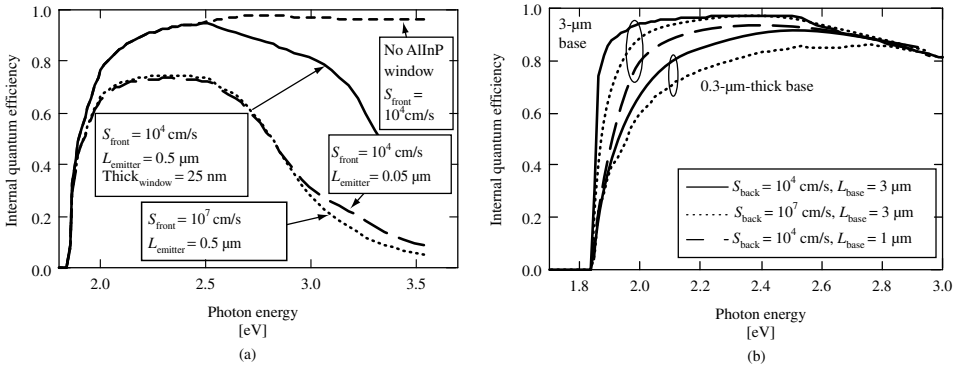 1.0
0.8
0.6
0.4
0.2
0.0
Internal quantum efficiency
2.0
2.5
3.0
3.5
Photon energy
[eV]
(a)
No AlInP
window
S_front =
10^4 cm/s
S_front = 10^4 cm/s
L_emitter = 0.5 µm
Thick_window = 25 nm
S_front = 10^4 cm/s
L_emitter = 0.05 µm
S_front = 10^7 cm/s
L_emitter = 0.5 µm
1.0
0.8
0.6
0.4
0.2
0.0
Internal quantum efficiency
3-µm
base
0.3-µm-thick base
S_back = 10^4 cm/s, L_base = 3 µm
S_back = 10^7 cm/s, L_base = 3 µm
S_back = 10^4 cm/s, L_base = 1 µm
1.8
2.0
2.2
2.4
2.6
2.8
3.0
Photon energy
[eV]
(b)